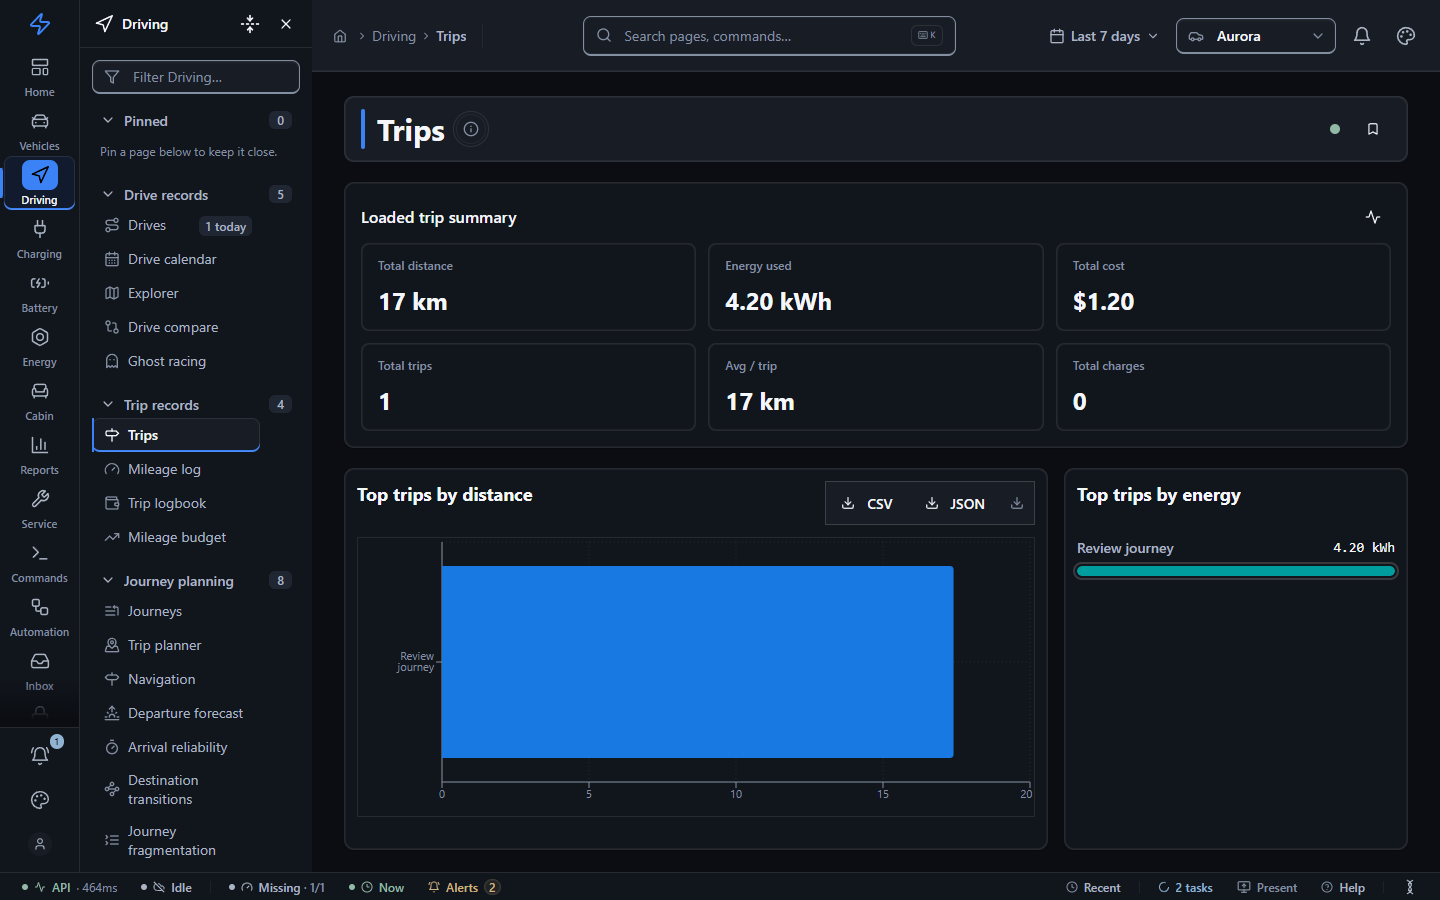 Driving
Driving
Trips
Search pages, commands...
K
Last 7 days
Aurora
Home
Vehicles
Driving
Charging
Battery
Energy
Cabin
Reports
Service
Commands
Automation
Inbox
1
Filter Driving...
Pinned
0
Pin a page below to keep it close.
Drive records
5
Drives
1 today
Drive calendar
Explorer
Drive compare
Ghost racing
Trip records
4
Trips
Mileage log
Trip logbook
Mileage budget
Journey planning
8
Journeys
Trip planner
Navigation
Departure forecast
Arrival reliability
Destination
transitions
Journey
fragmentation
Trips
Loaded trip summary
Total distance
17 km
Energy used
4.20 kWh
Total cost
$1.20
Total trips
1
Avg / trip
17 km
Total charges
0
Top trips by distance
CSV
JSON
Review
journey
0
5
10
15
20
Top trips by energy
Review journey
4.20 kWh
API · 464ms
Idle
Missing · 1/1
Now
Alerts
2
Recent
2 tasks
Present
Help